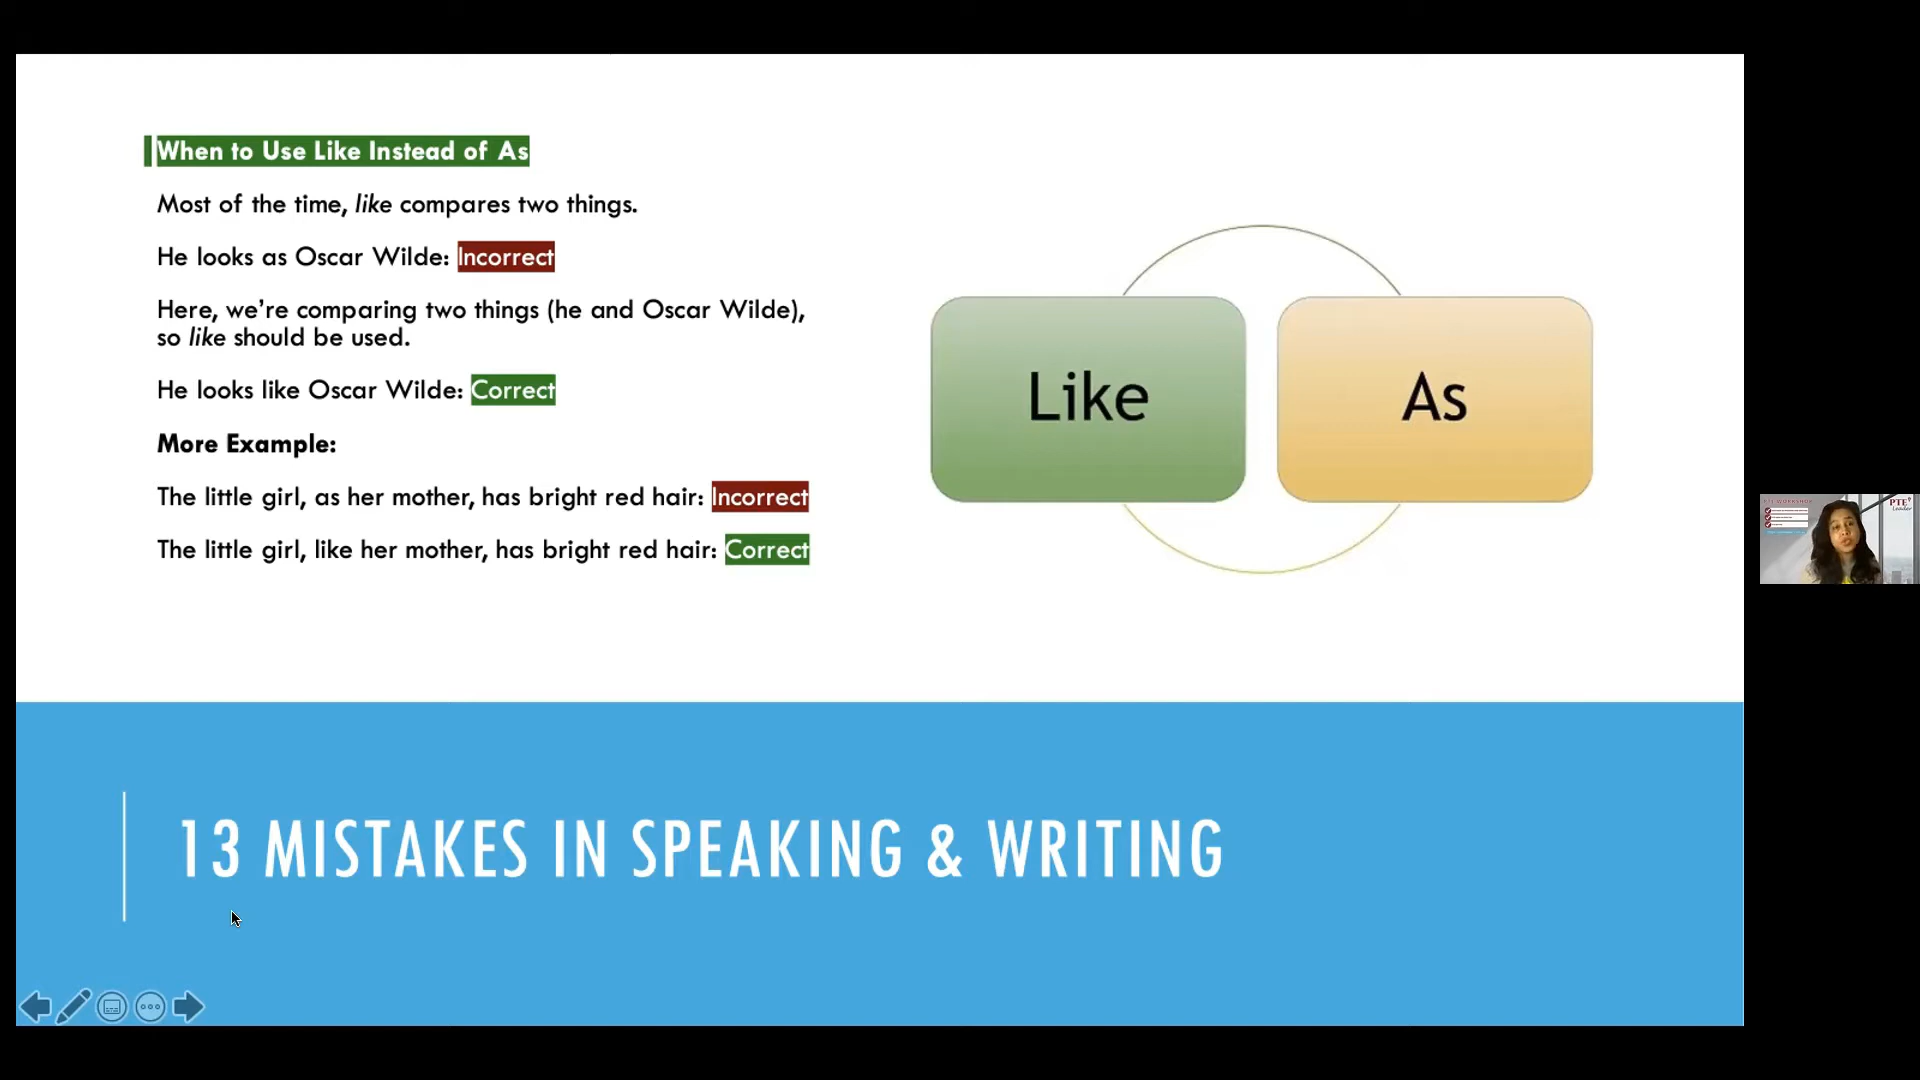 When to Use Like Instead of As
Most of the time, like compares two things.
He looks as Oscar Wilde: Incorrect
Here, we're comparing two things (he and Oscar Wilde),
so like should be used.
He looks like Oscar Wilde: Correct
More Example:
The little girl, as her mother, has bright red hair: Incorrect
The little girl, like her mother, has bright red hair: Correct
Like
As
13 MISTAKES IN SPEAKING & WRITING
PTE
Leader